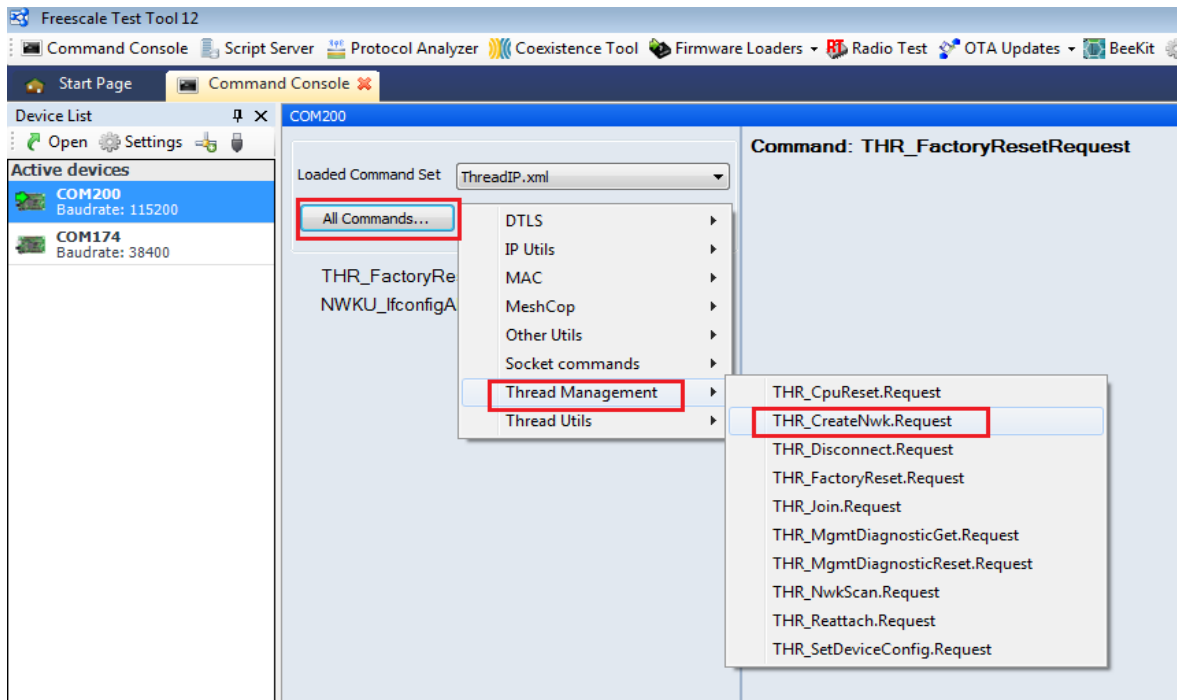 Freescale Test Tool 12
Command Console Script Server Protocol Analyzer Coexistence Tool Firmware Loaders Radio Test OTA Updates BeeKit
Start Page Command Console
Device List
Open Settings
Active devices
COM200
Baudrate: 115200
COM174
Baudrate: 38400
COM200
Loaded Command Set ThreadIP.xml
All Commands...
THR_FactoryRe
NWKU_IfconfigA
DTLS
IP Utils
MAC
MeshCop
Other Utils
Socket commands
Thread Management
Thread Utils
THR_CpuReset.Request
THR_CreateNwk.Request
THR_Disconnect.Request
THR_FactoryReset.Request
THR_Join.Request
THR_MgmtDiagnosticGet.Request
THR_MgmtDiagnosticReset.Request
THR_NwkScan.Request
THR_Reattach.Request
THR_SetDeviceConfig.Request
Command: THR_FactoryResetRequest